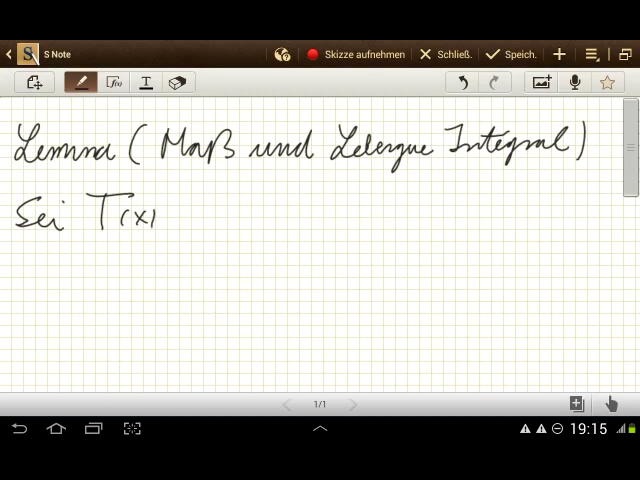 S Note
Skizze aufnehmen
Schließ.
Speich.
Lemma (Maß und Lebesgue Integral)
Sei T(x)
1/1
19:15